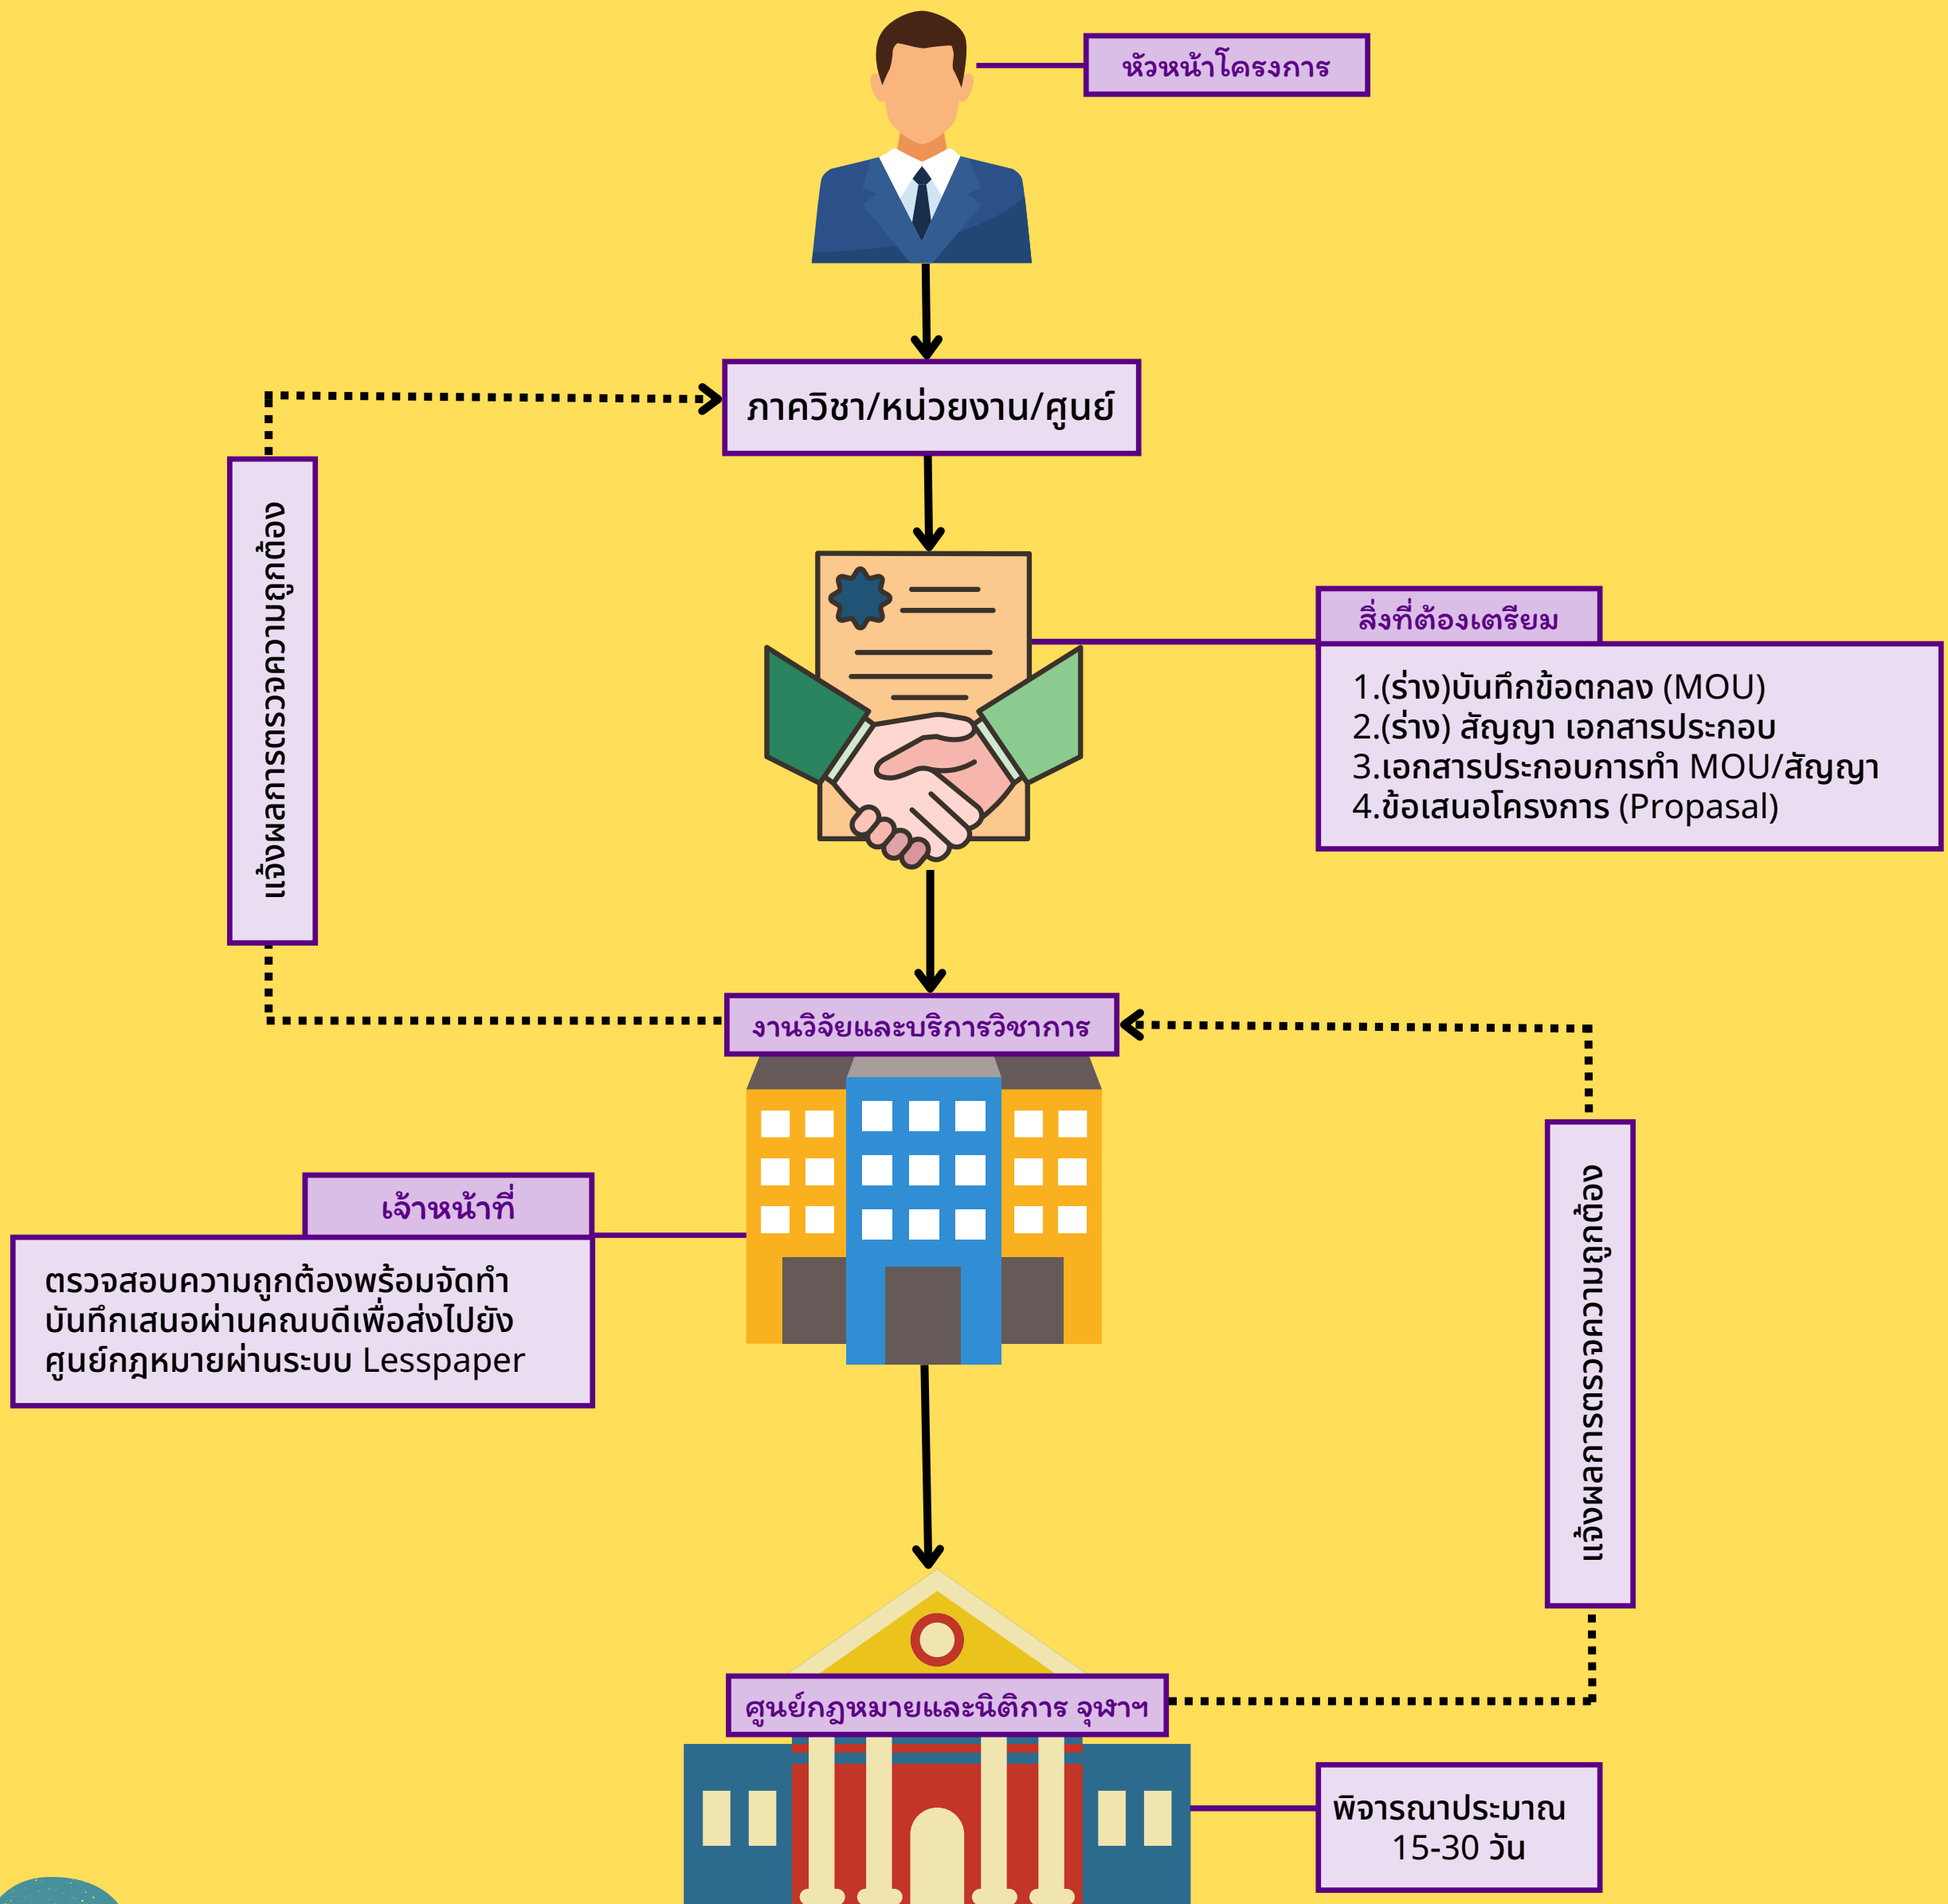 หัวหน้าโครงการ
ภาควิชา/หน่วยงาน/ศูนย์
แจ้งผลการตรวจความถูกต้อง
สิ่งที่ต้องเตรียม
1.(ร่าง)บันทึกข้อตกลง (MOU)
2.(ร่าง) สัญญา เอกสารประกอบ
3.เอกสารประกอบการทำ MOU/สัญญา
4.ข้อเสนอโครงการ (Propasal)
งานวิจัยและบริการวิชาการ
เจ้าหน้าที่
ตรวจสอบความถูกต้องพร้อมจัดทำ
บันทึกเสนอผ่านคณบดีเพื่อส่งไปยัง
ศูนย์กฎหมายผ่านระบบ Lesspaper
แจ้งผลการตรวจความถูกต้อง
ศูนย์กฎหมายและนิติการ จุฬาฯ
พิจารณาประมาณ
15-30 วัน